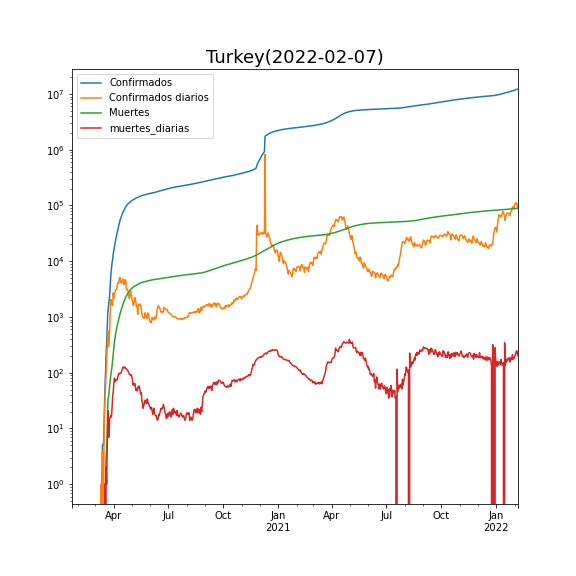 Turkey(2022-02-07)
Confirmados
Confirmados diarios
Muertes
muertes_diarias
10⁷
10⁶
10⁵
10⁴
10³
10²
10¹
10⁰
Apr Jul Oct Jan Apr Jul Oct Jan
2021 2022